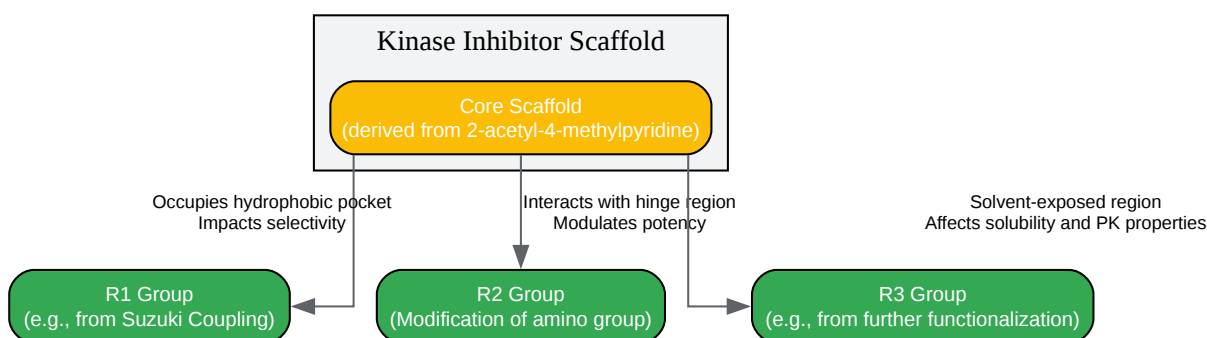 Kinase Inhibitor Scaffold
Core Scaffold
(derived from 2-acetyl-4-methylpyridine)
Occupies hydrophobic pocket
Impacts selectivity
Interacts with hinge region
Modulates potency
Solvent-exposed region
Affects solubility and PK properties
R1 Group
(e.g., from Suzuki Coupling)
R2 Group
(Modification of amino group)
R3 Group
(e.g., from further functionalization)